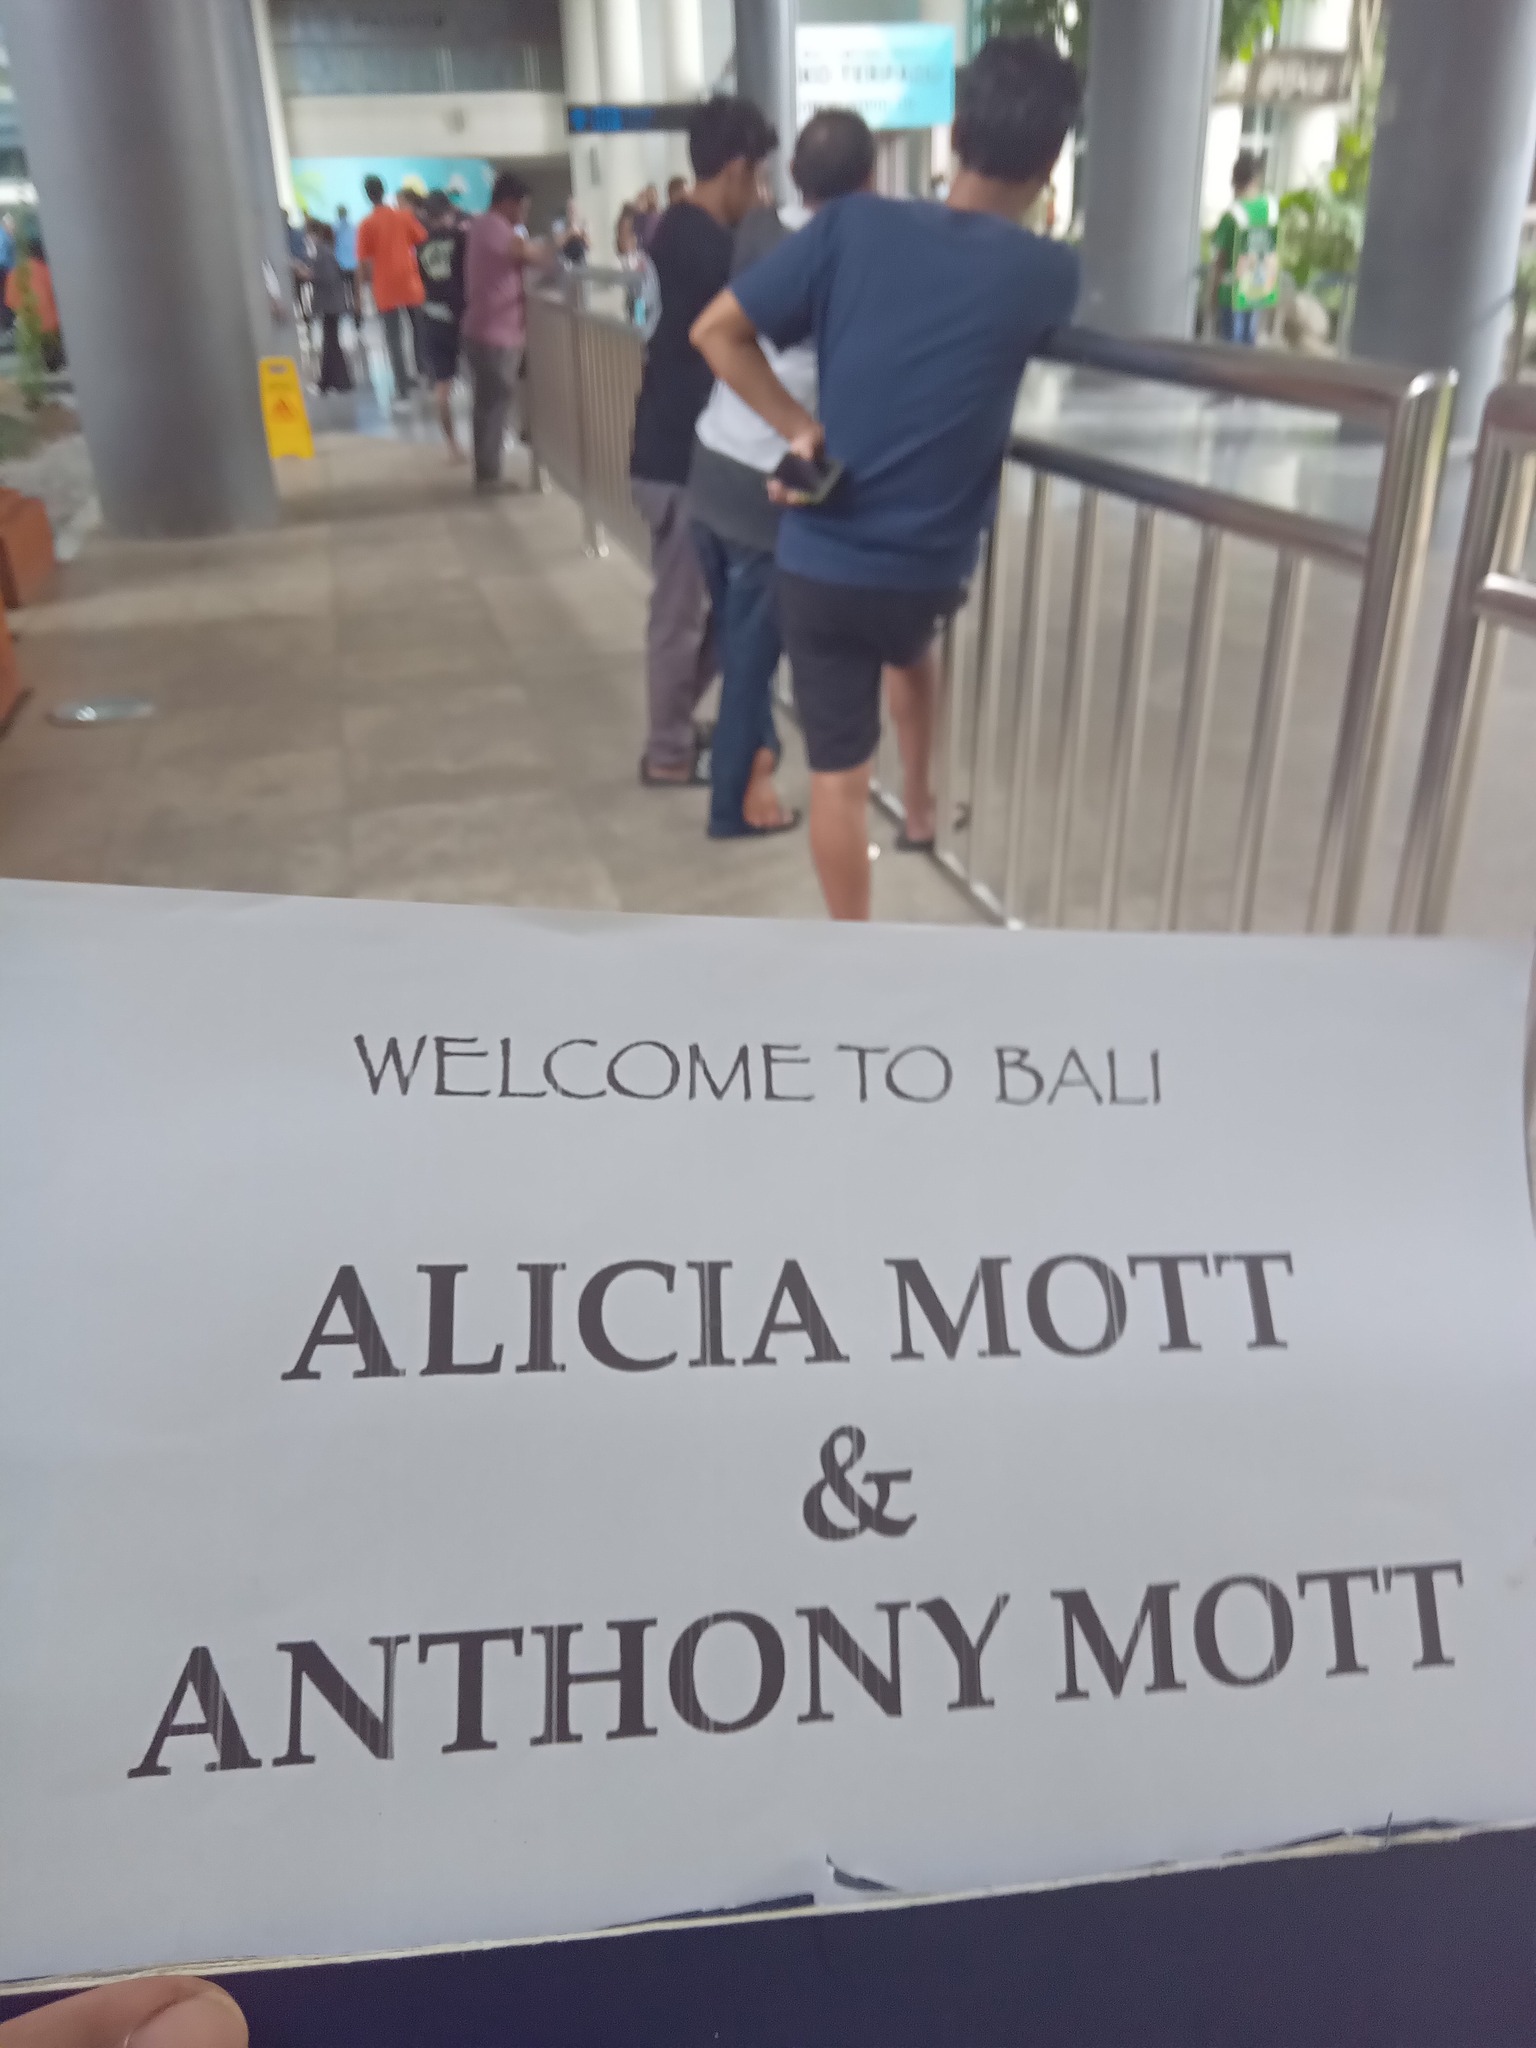 WELCOME TO BALI
ALICIA MOTT
&
ANTHONY MOTT